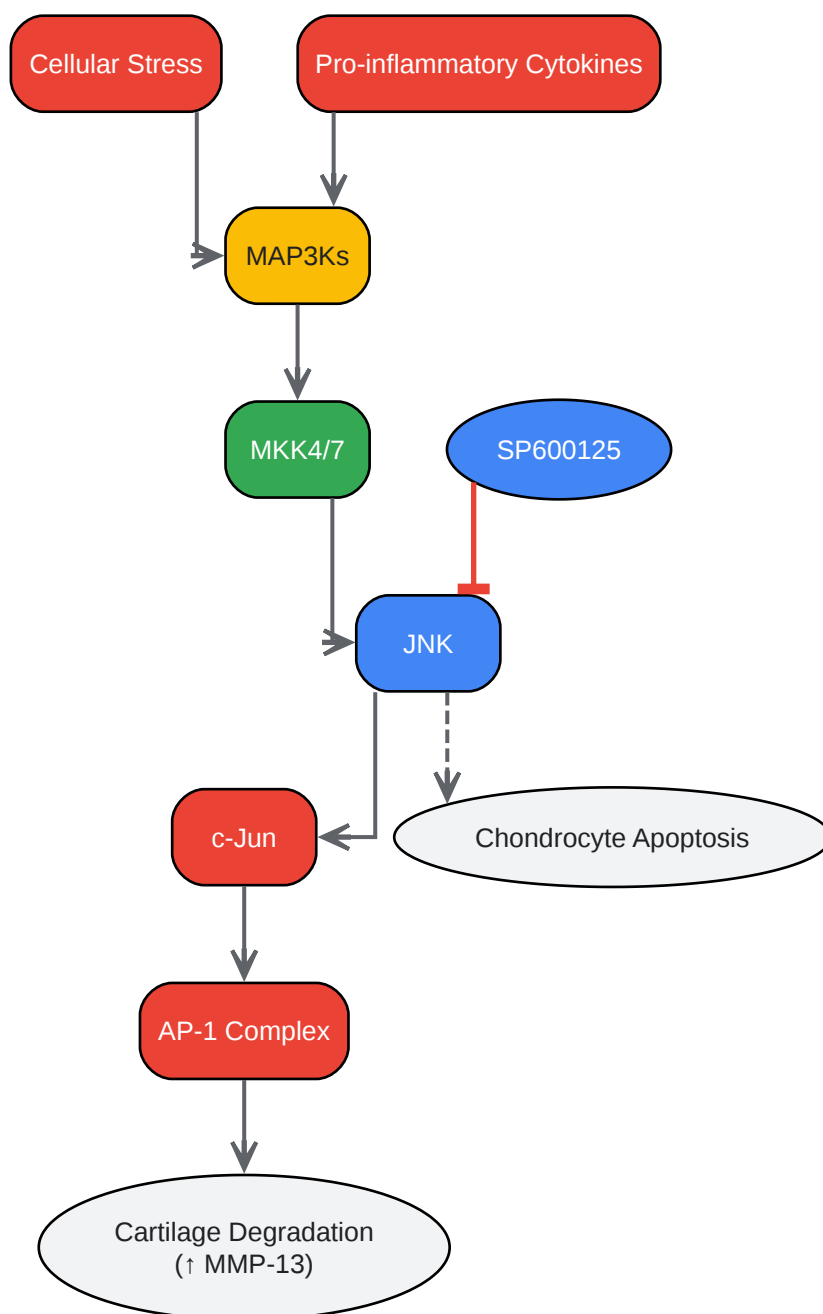 Cellular Stress
Pro-inflammatory Cytokines
MAP3Ks
MKK4/7
SP600125
JNK
c-Jun
Chondrocyte Apoptosis
AP-1 Complex
Cartilage Degradation
(↑ MMP-13)